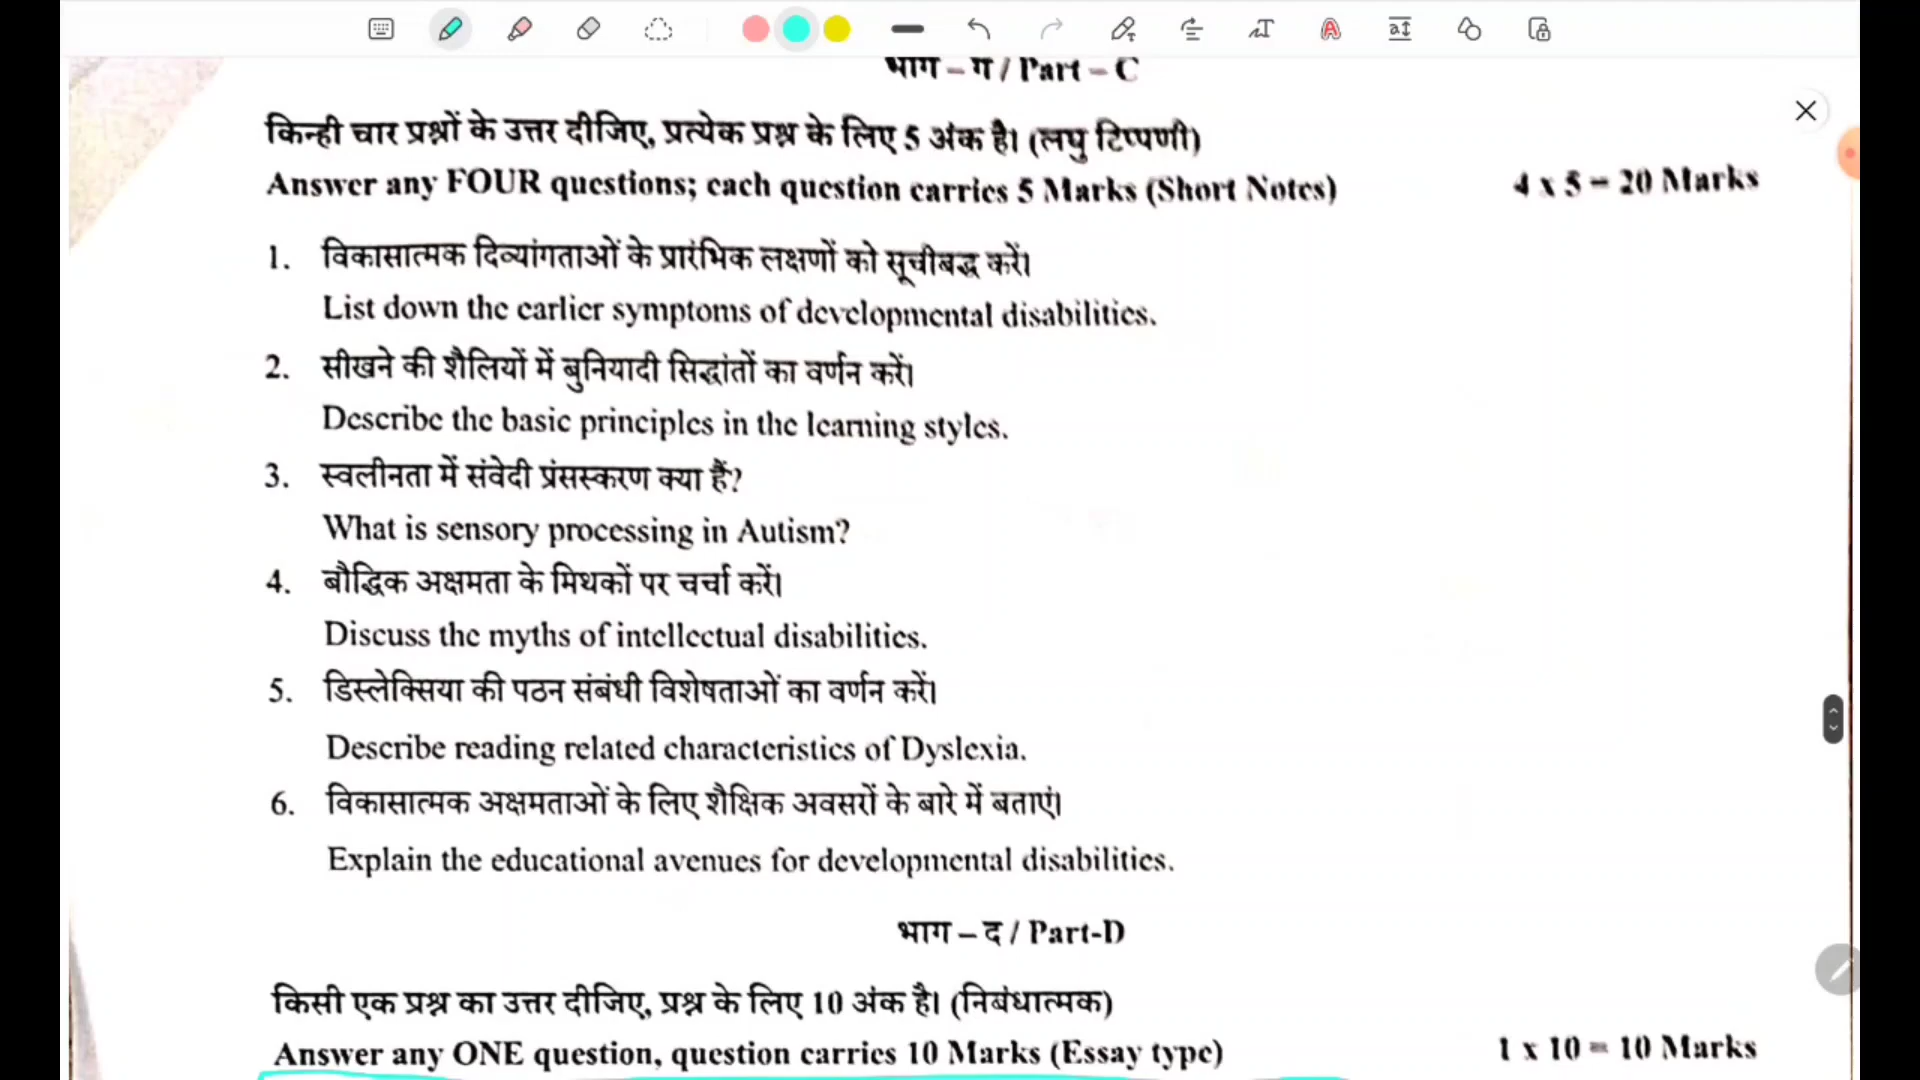 भाग – ग / Part – C
किन्ही चार प्रश्नों के उत्तर दीजिए, प्रत्येक प्रश्न के लिए 5 अंक है। (लघु टिप्पणी)
Answer any FOUR questions; each question carries 5 Marks (Short Notes) 4 x 5 = 20 Marks
1. विकासात्मक दिव्यांगताओं के प्रारंभिक लक्षणों को सूचीबद्ध करें।
List down the earlier symptoms of developmental disabilities.
2. सीखने की शैलियों में बुनियादी सिद्धांतों का वर्णन करें।
Describe the basic principles in the learning styles.
3. स्वलीनता में संवेदी प्रंसस्करण क्या हैं?
What is sensory processing in Autism?
4. बौद्धिक अक्षमता के मिथकों पर चर्चा करें।
Discuss the myths of intellectual disabilities.
5. डिस्लेक्सिया की पठन संबंधी विशेषताओं का वर्णन करें।
Describe reading related characteristics of Dyslexia.
6. विकासात्मक अक्षमताओं के लिए शैक्षिक अवसरों के बारे में बताएं।
Explain the educational avenues for developmental disabilities.
भाग – द / Part-D
किसी एक प्रश्न का उत्तर दीजिए, प्रश्न के लिए 10 अंक है। (निबंधात्मक)
Answer any ONE question, question carries 10 Marks (Essay type) 1 x 10 = 10 Marks